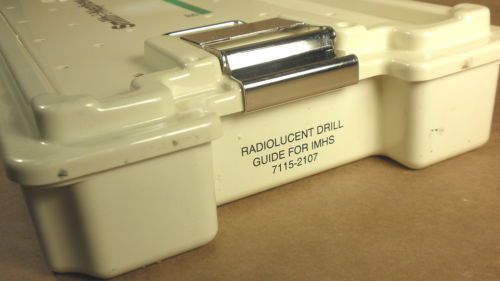 RADIOLUCENT DRILL
GUIDE FOR IMHS
7115-2107